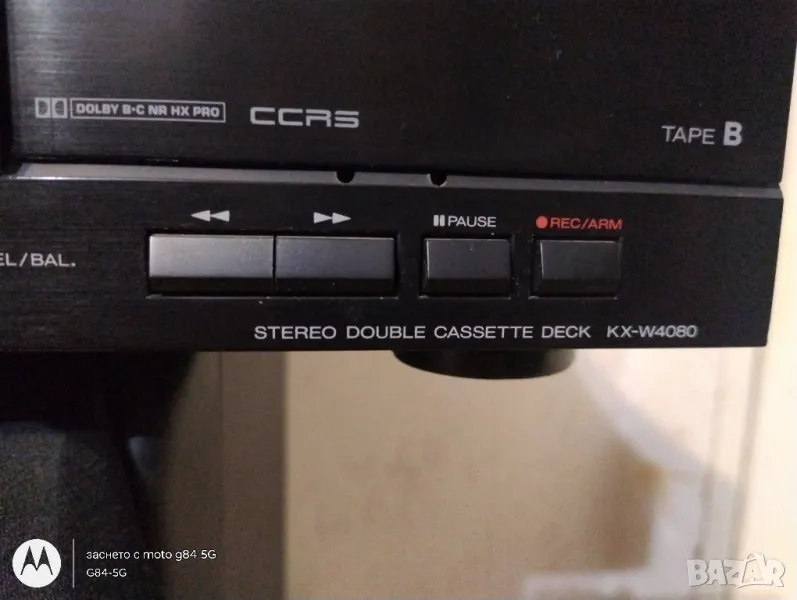 DOLBY B·C NR HX PRO
CCRS
TAPE B
EL/BAL.
PAUSE
REC/ARM
STEREO DOUBLE CASSETTE DECK KX-W4080
заснето с moto g84 5G
G84-5G
BAZAR